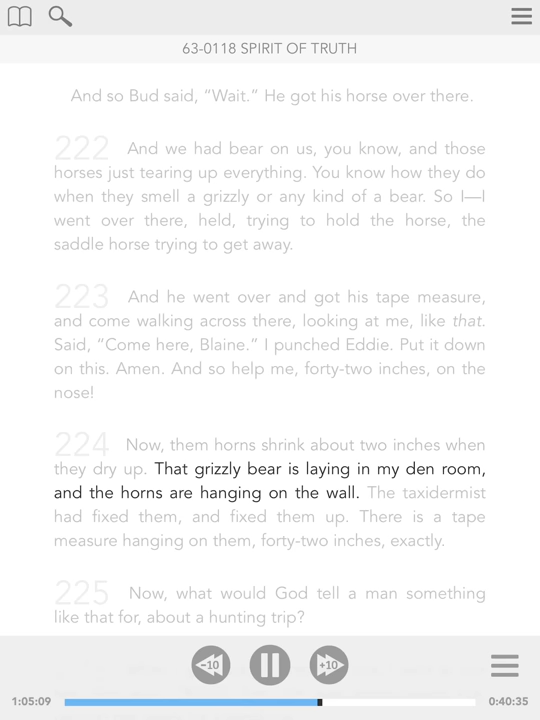 63-0118 SPIRIT OF TRUTH
And so Bud said, “Wait.” He got his horse over there.
222 And we had bear on us, you know, and those
horses just tearing up everything. You know how they do
when they smell a grizzly or any kind of a bear. So I—I
went over there, held, trying to hold the horse, the
saddle horse trying to get away.
223 And he went over and got his tape measure,
and come walking across there, looking at me, like that.
Said, “Come here, Blaine.” I punched Eddie. Put it down
on this. Amen. And so help me, forty-two inches, on the
nose!
224 Now, them horns shrink about two inches when
they dry up. That grizzly bear is laying in my den room,
and the horns are hanging on the wall. The taxidermist
had fixed them, and fixed them up. There is a tape
measure hanging on them, forty-two inches, exactly.
225 Now, what would God tell a man something
like that for, about a hunting trip?
-10
+10
1:05:09
0:40:35